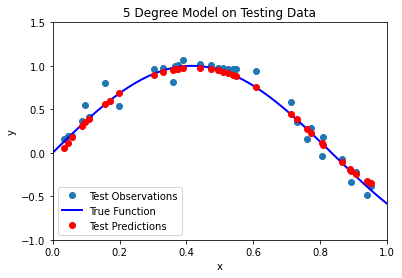 5 Degree Model on Testing Data
1.5
1.0
0.5
0.0
−0.5
−1.0
y
Test Observations
True Function
Test Predictions
0.0
0.2
0.4
0.6
0.8
1.0
x